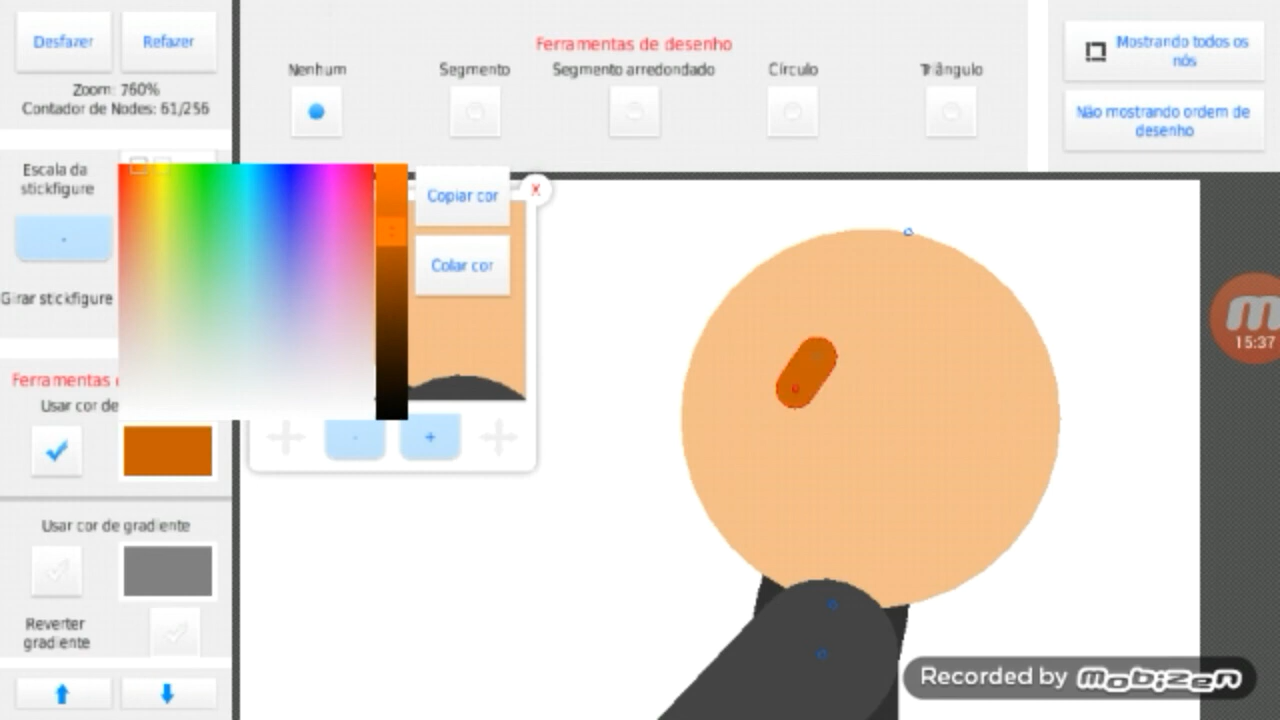 Desfazer
Refazer
Zoom: 760%
Contador de Nodes: 61/256
Ferramentas de desenho
Nenhum
Segmento
Segmento arredondado
Círculo
Triângulo
Mostrando todos os
nós
Não mostrando ordem de
desenho
Escala da
stickfigure
-
Girar stickfigure
Copiar cor
X
Colar cor
Ferramentas
Usar cor de
-
+
Usar cor de gradiente
Reverter
gradiente
m
15:37
Recorded by mobizen